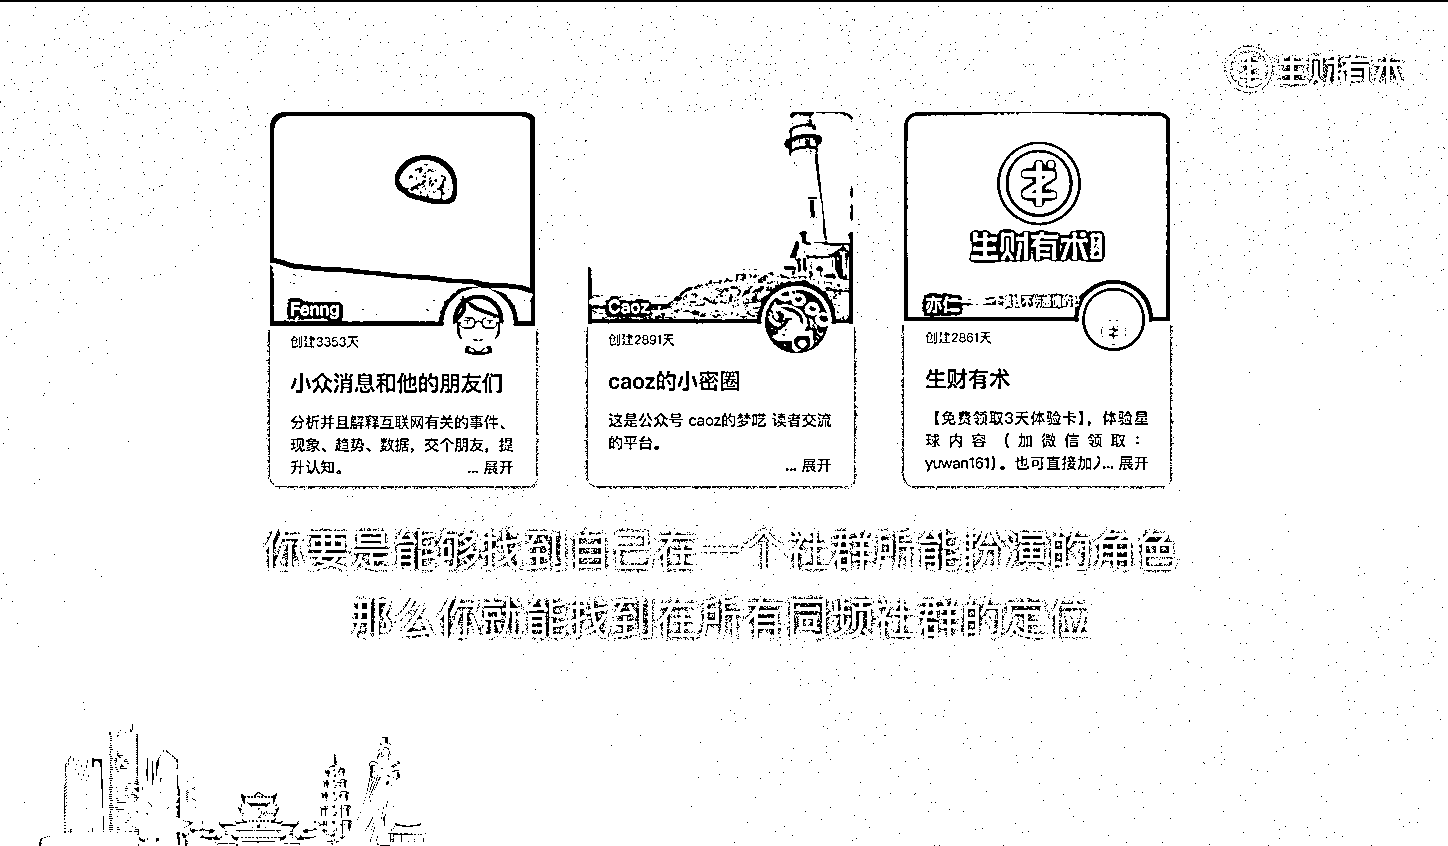 生财有术
Fenng
创建3353天
小众消息和他的朋友们
分析并且解释互联网有关的事件、
现象、趋势、数据，交个朋友，提
升认知。 ... 展开
Caoz
创建2891天
caoz的小密圈
这是公众号 caoz的梦呓 读者交流
的平台。
... 展开
生财有术
亦仁
创建2861天
生财有术
【免费领取3天体验卡】，体验星
球内容（加微信领取：
yuwan161）。也可直接加入... 展开
你要是能够找到自己在一个社群所能扮演的角色
那么你就能找到在所有同频社群的定位